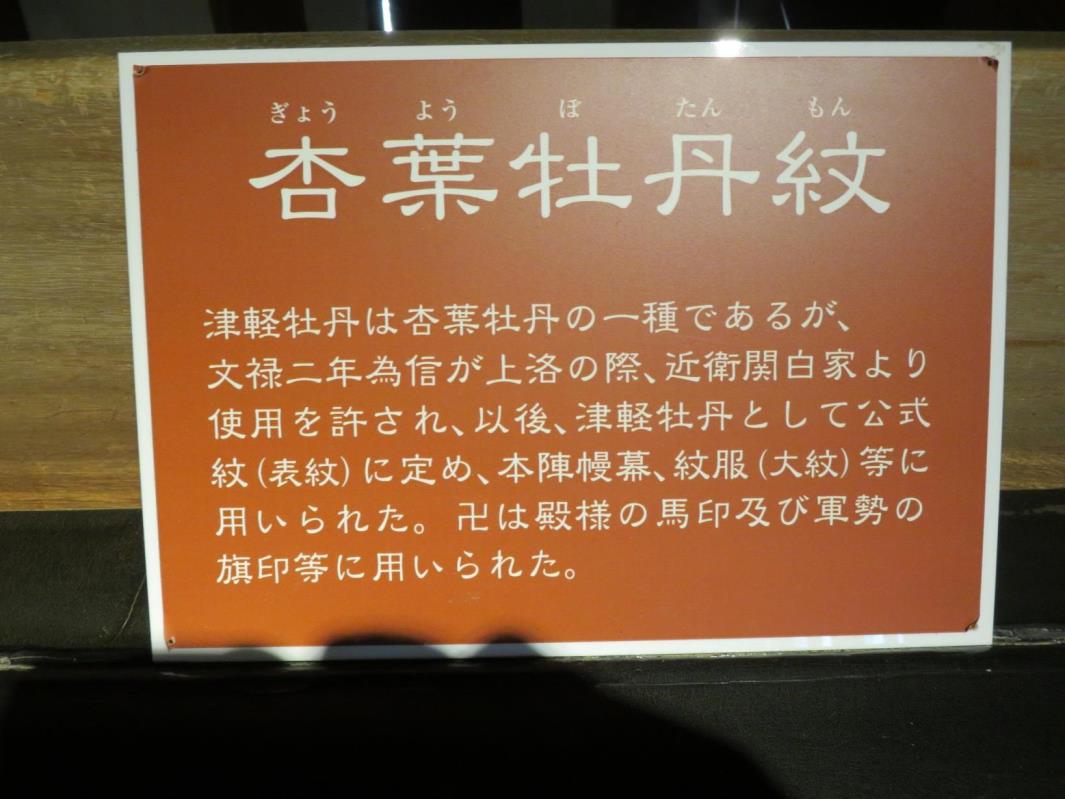 ぎょう よう ぼ たん もん
杏葉牡丹紋
津軽牡丹は杏葉牡丹の一種であるが、
文禄二年為信が上洛の際、近衛関白家より
使用を許され、以後、津軽牡丹として公式
紋(表紋)に定め、本陣幔幕、紋服(大紋)等に
用いられた。卍は殿様の馬印及び軍勢の
旗印等に用いられた。